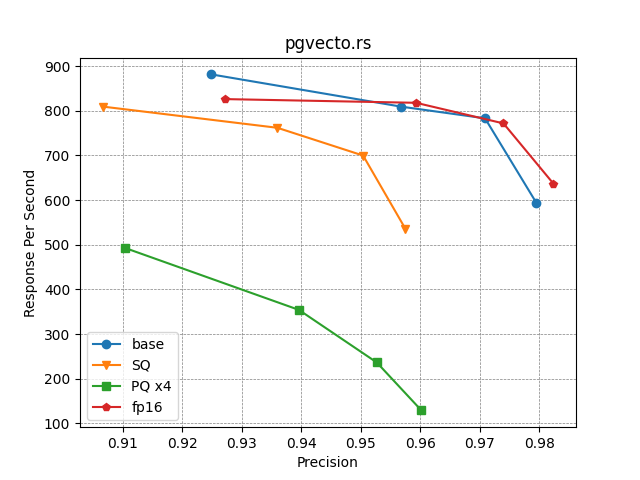 pgvecto.rs
Response Per Second
900
800
700
600
500
400
300
200
100
base
SQ
PQ x4
fp16
0.91 0.92 0.93 0.94 0.95 0.96 0.97 0.98
Precision